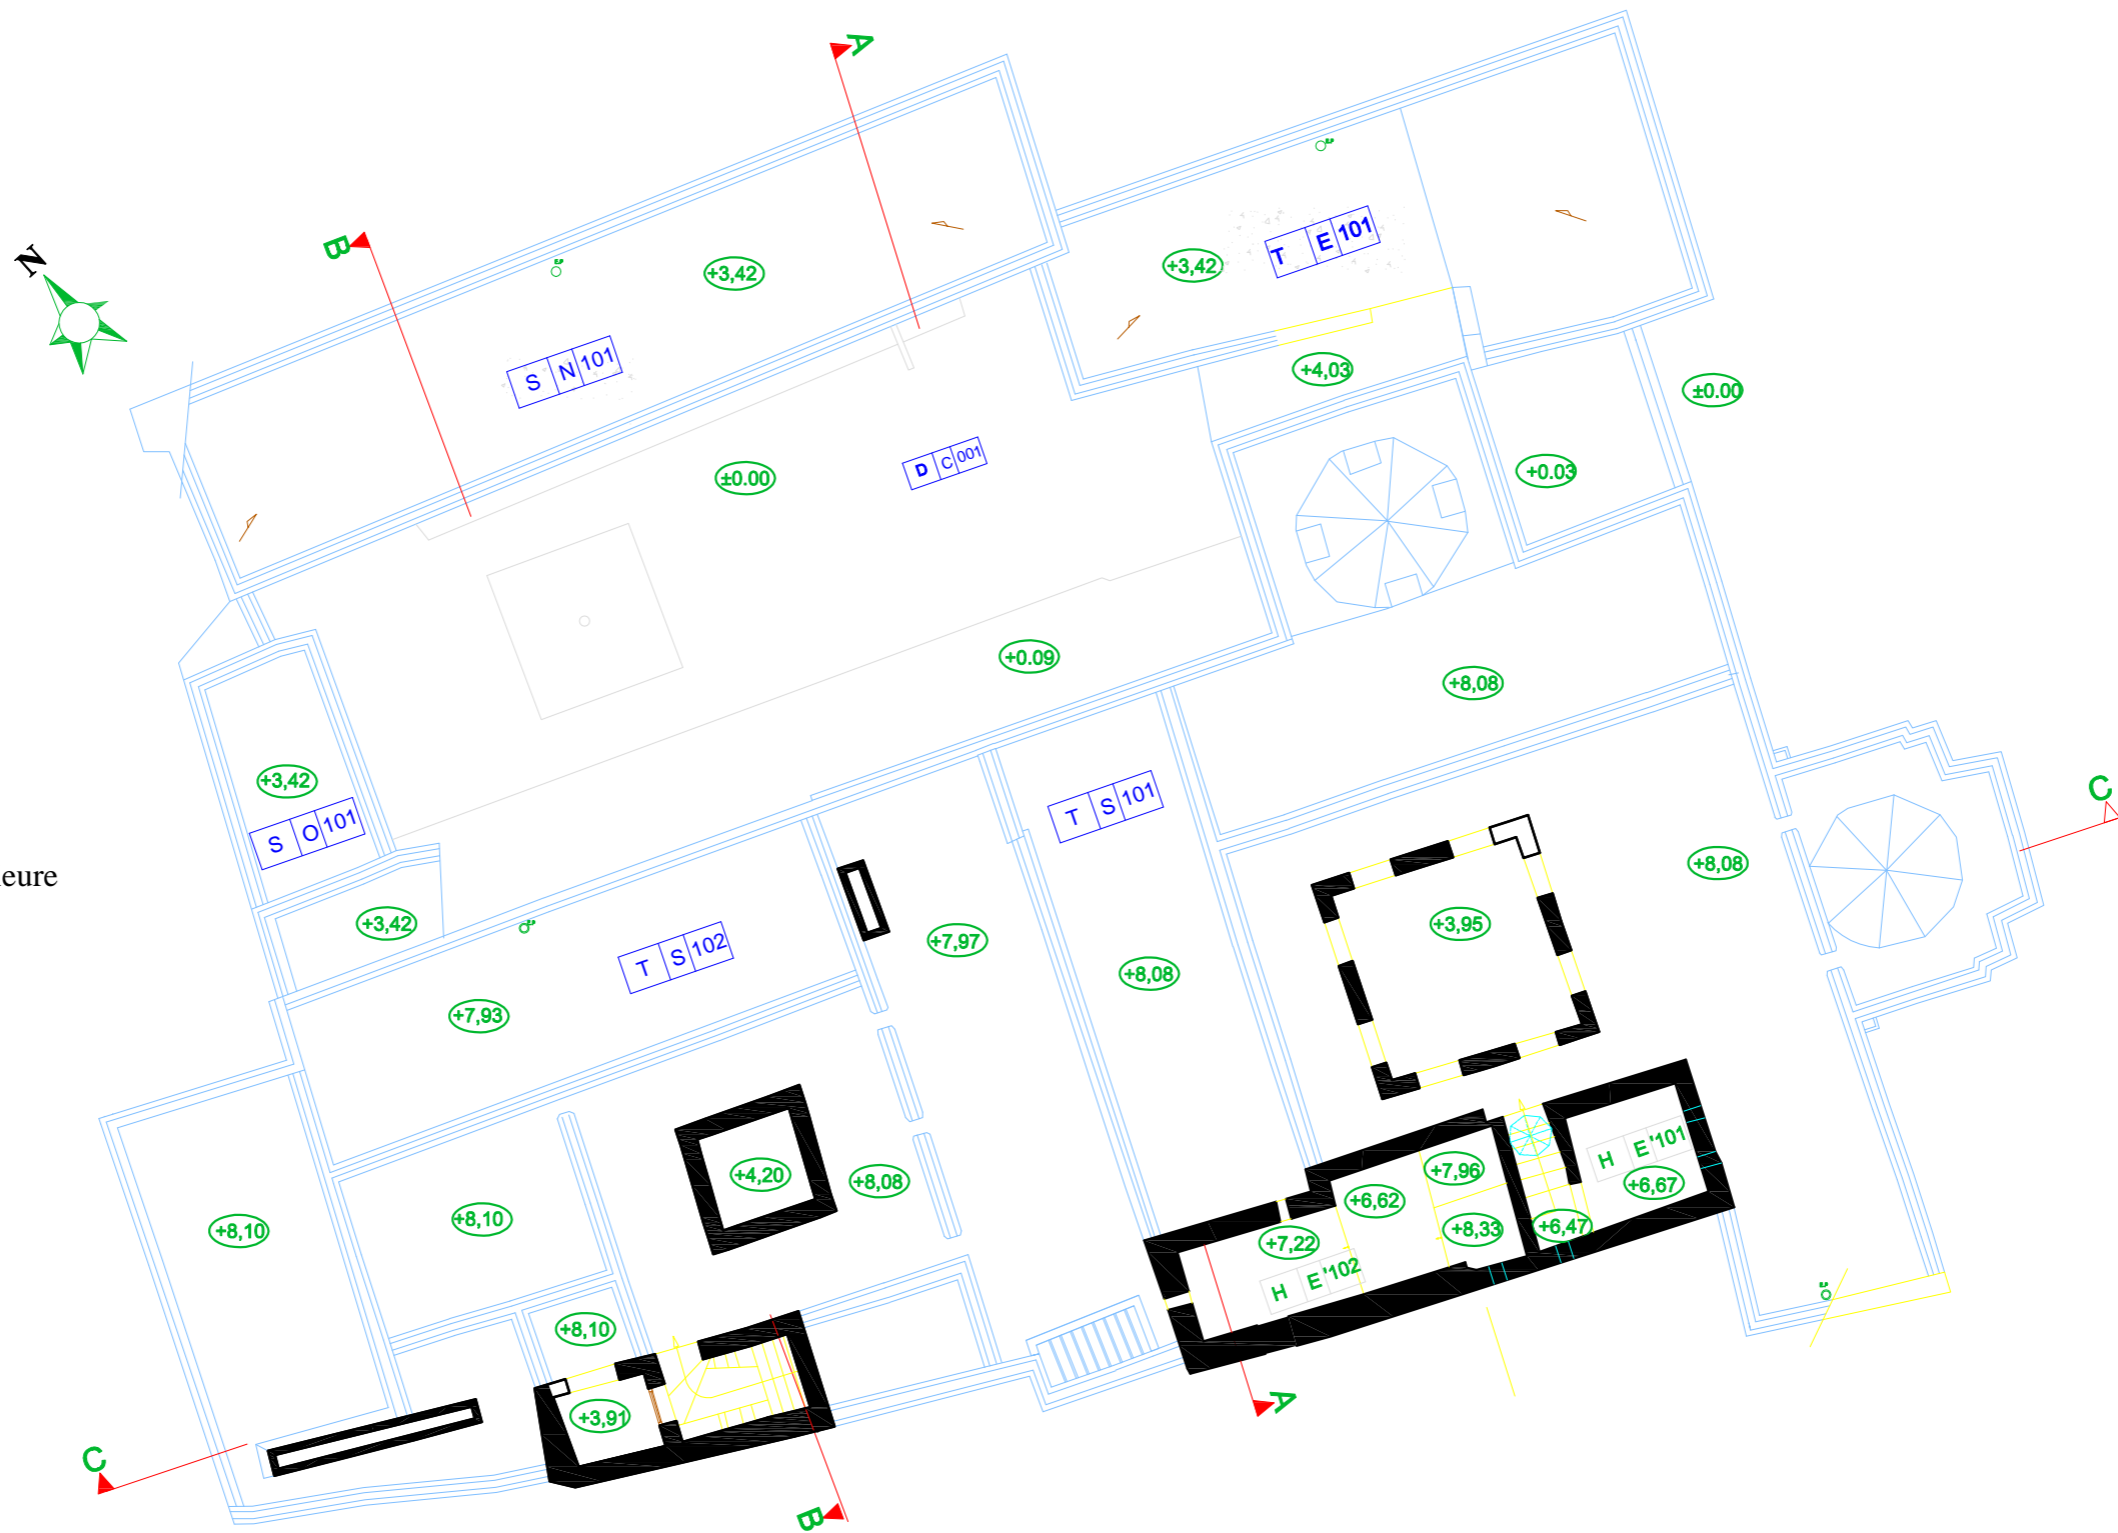 A
B
N
+3,42
T E 101
+3,42
S N 101
+4,03
±0.00
D C 001
±0.00
+0.03
+0.09
+8,08
+3,42
S O 101
T S 101
C
eure
+8,08
+3,42
+3,95
T S 102
+7,97
+8,08
+7,93
H E'101
+7,96
+4,20
+8,08
+6,67
+6,62
+8,10
+8,10
+8,33
+6,47
+7,22
H E'102
+8,10
A
+3,91
C
B